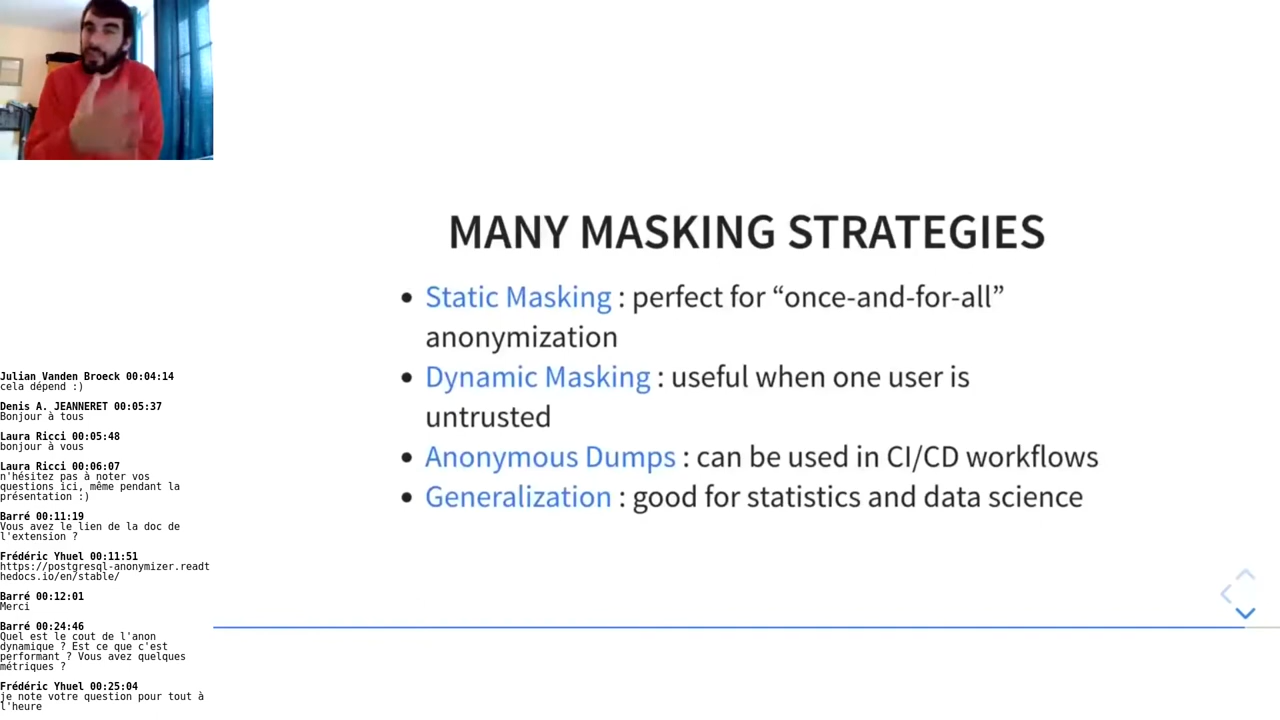 MANY MASKING STRATEGIES
• Static Masking : perfect for “once-and-for-all”
anonymization
• Dynamic Masking : useful when one user is
untrusted
• Anonymous Dumps : can be used in CI/CD workflows
• Generalization : good for statistics and data science
Julian Vanden Broeck 00:04:14
cela dépend :)
Denis A. JEANNERET 00:05:37
Bonjour à tous
Laura Ricci 00:05:48
bonjour à vous
Laura Ricci 00:06:07
n'hésitez pas à noter vos
questions ici, même pendant la
présentation :)
Barré 00:11:19
Vous avez le lien de la doc de
l'extension ?
Frédéric Yhuel 00:11:51
https://postgresql-anonymizer.readt
hedocs.io/en/stable/
Barré 00:12:01
Merci
Barré 00:24:46
Quel est le cout de l'anon
dynamique ? Est ce que c'est
performant ? Vous avez quelques
métriques ?
Frédéric Yhuel 00:25:04
je note votre question pour tout à
l'heure